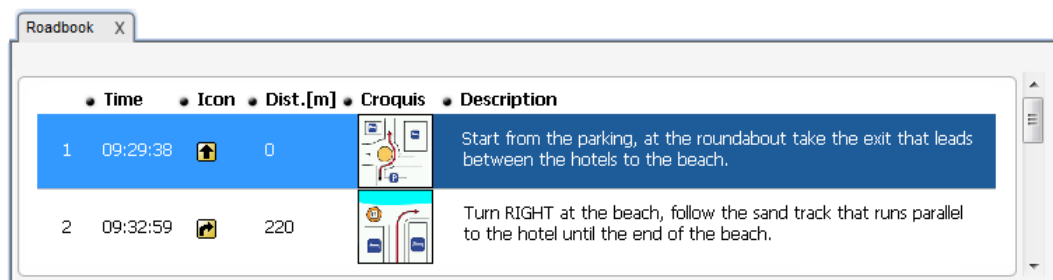 Roadbook X
Time Icon Dist.[m] Croquis Description
1 09:29:38 0 Start from the parking, at the roundabout take the exit that leads
between the hotels to the beach.
2 09:32:59 220 Turn RIGHT at the beach, follow the sand track that runs parallel
to the hotel until the end of the beach.